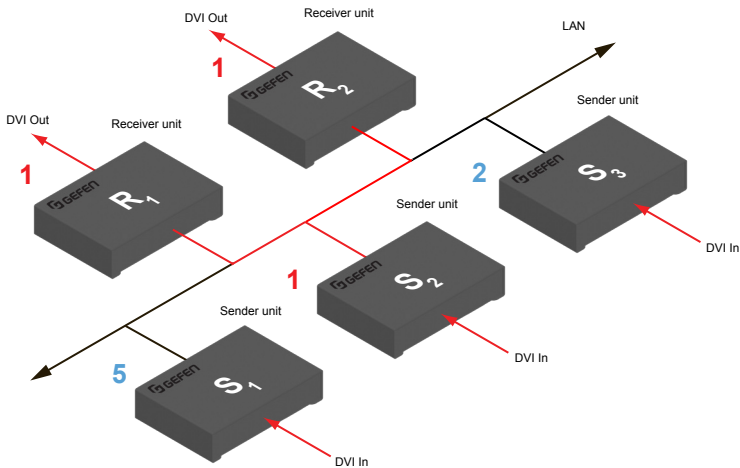 Receiver unit
DVI Out
LAN
1
GEFEN
R2
Sender unit
DVI Out
Receiver unit
2
GEFEN
S3
1
GEFEN
R1
Sender unit
DVI In
1
GEFEN
S2
Sender unit
DVI In
5
GEFEN
S1
DVI In